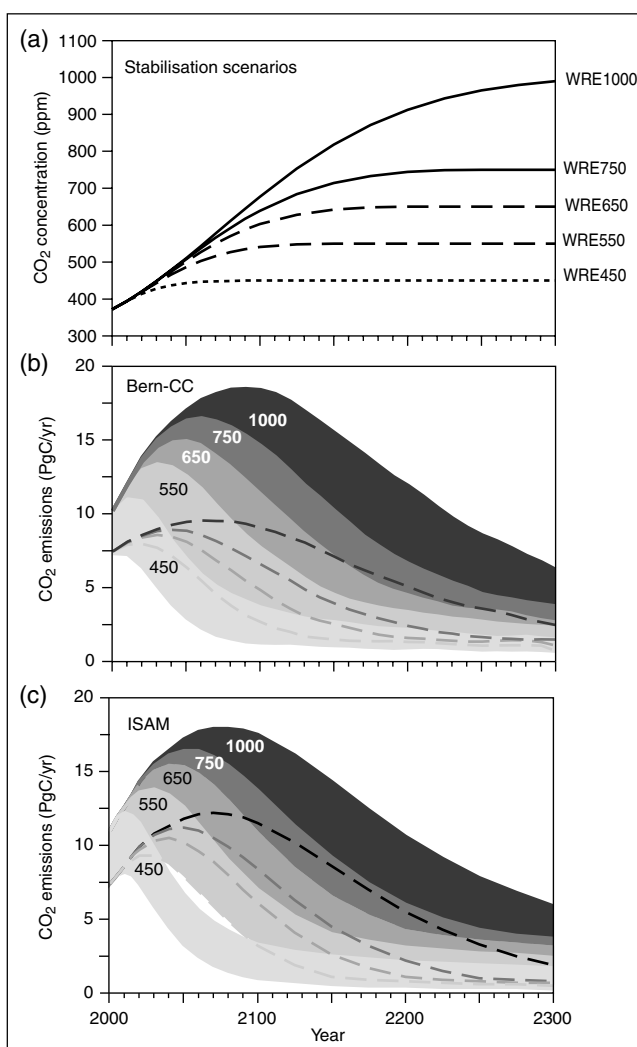 (a)
1100
1000
900
800
700
600
500
400
300
CO₂ concentration (ppm)
Stabilisation scenarios
WRE1000
WRE750
WRE650
WRE550
WRE450
(b)
20
15
10
5
0
CO₂ emissions (PgC/yr)
Bern-CC
1000
750
650
550
450
(c)
20
15
10
5
0
CO₂ emissions (PgC/yr)
ISAM
1000
750
650
550
450
2000 2100 2200 2300
Year